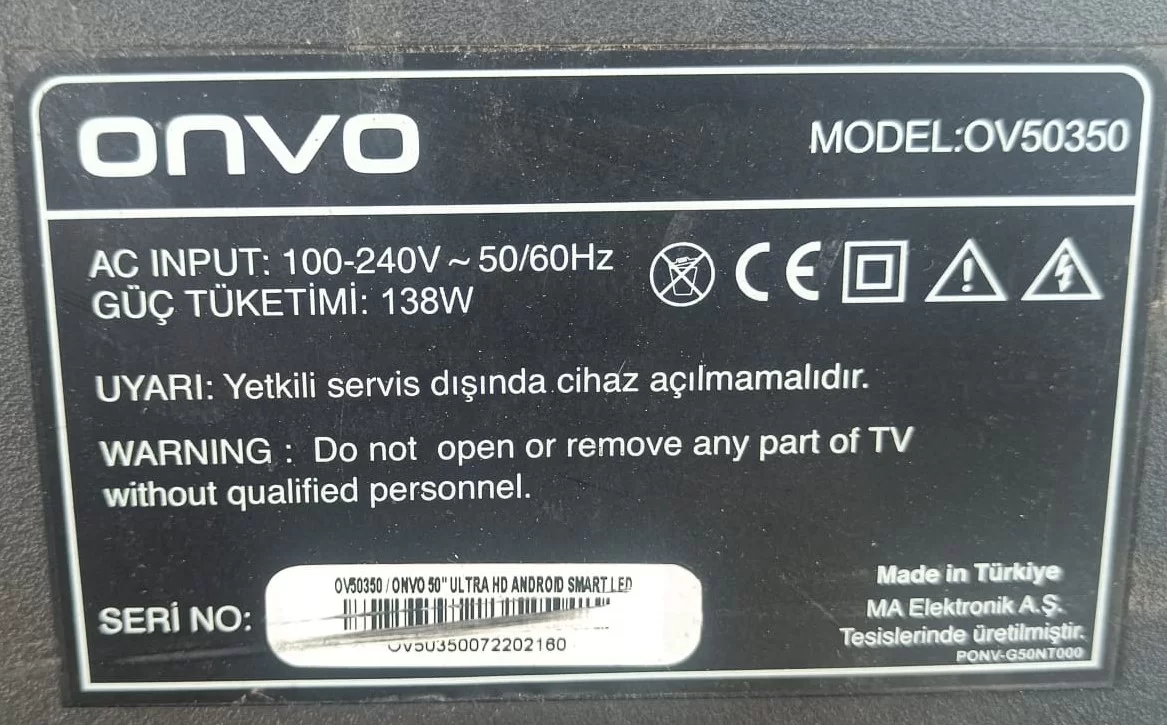 onvo
MODEL:OV50350
AC INPUT: 100-240V ~ 50/60Hz
GÜÇ TÜKETİMİ: 138W
CE
UYARI: Yetkili servis dışında cihaz açılmamalıdır.
WARNING : Do not open or remove any part of TV
without qualified personnel.
SERİ NO:
OV50350 / ONVO 50" ULTRA HD ANDROID SMART LED
OV50350072202160
Made in Türkiye
MA Elektronik A.Ş.
Tesislerinde üretilmiştir.
PONV-G50NT000